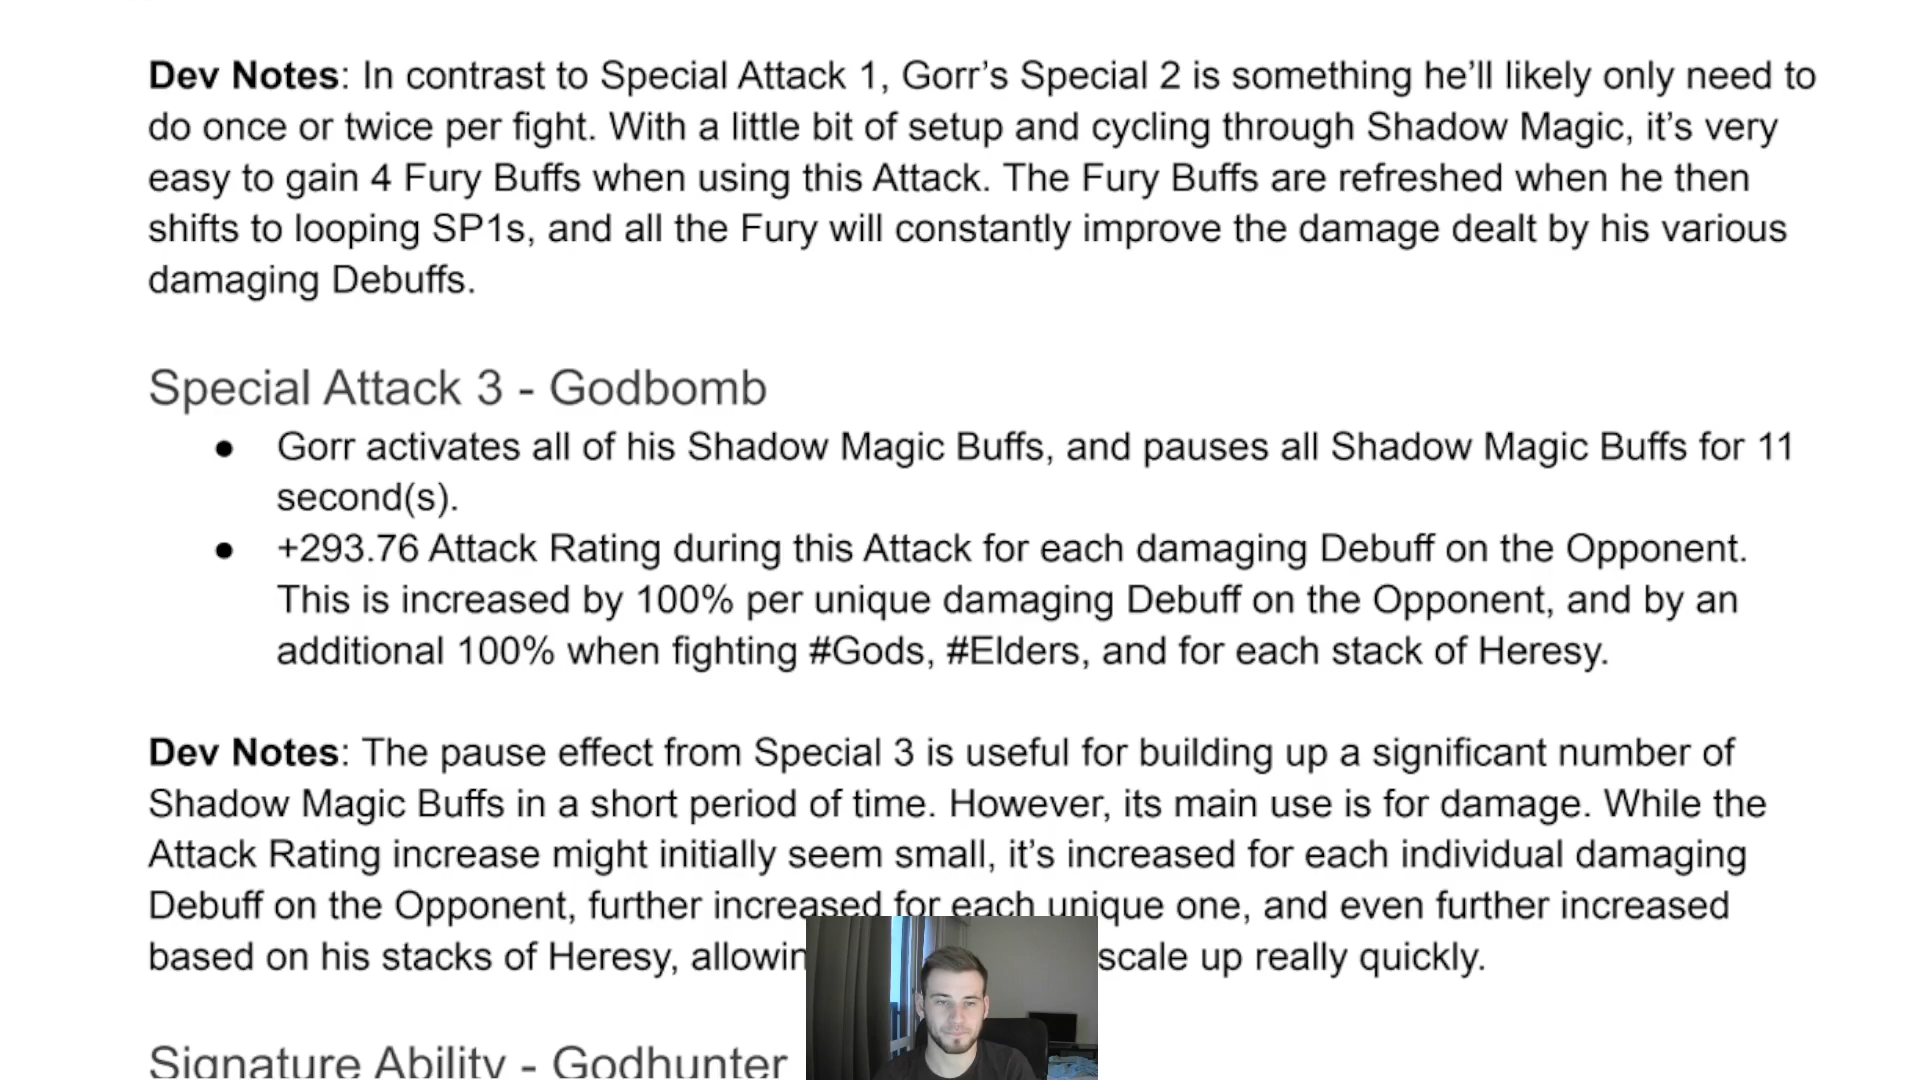 Dev Notes: In contrast to Special Attack 1, Gorr’s Special 2 is something he’ll likely only need to
do once or twice per fight. With a little bit of setup and cycling through Shadow Magic, it’s very
easy to gain 4 Fury Buffs when using this Attack. The Fury Buffs are refreshed when he then
shifts to looping SP1s, and all the Fury will constantly improve the damage dealt by his various
damaging Debuffs.
Special Attack 3 - Godbomb
● Gorr activates all of his Shadow Magic Buffs, and pauses all Shadow Magic Buffs for 11
second(s).
● +293.76 Attack Rating during this Attack for each damaging Debuff on the Opponent.
This is increased by 100% per unique damaging Debuff on the Opponent, and by an
additional 100% when fighting #Gods, #Elders, and for each stack of Heresy.
Dev Notes: The pause effect from Special 3 is useful for building up a significant number of
Shadow Magic Buffs in a short period of time. However, its main use is for damage. While the
Attack Rating increase might initially seem small, it’s increased for each individual damaging
Debuff on the Opponent, further increased for each unique one, and even further increased
based on his stacks of Heresy, scale up really quickly.
Signature Ability - Godhunter